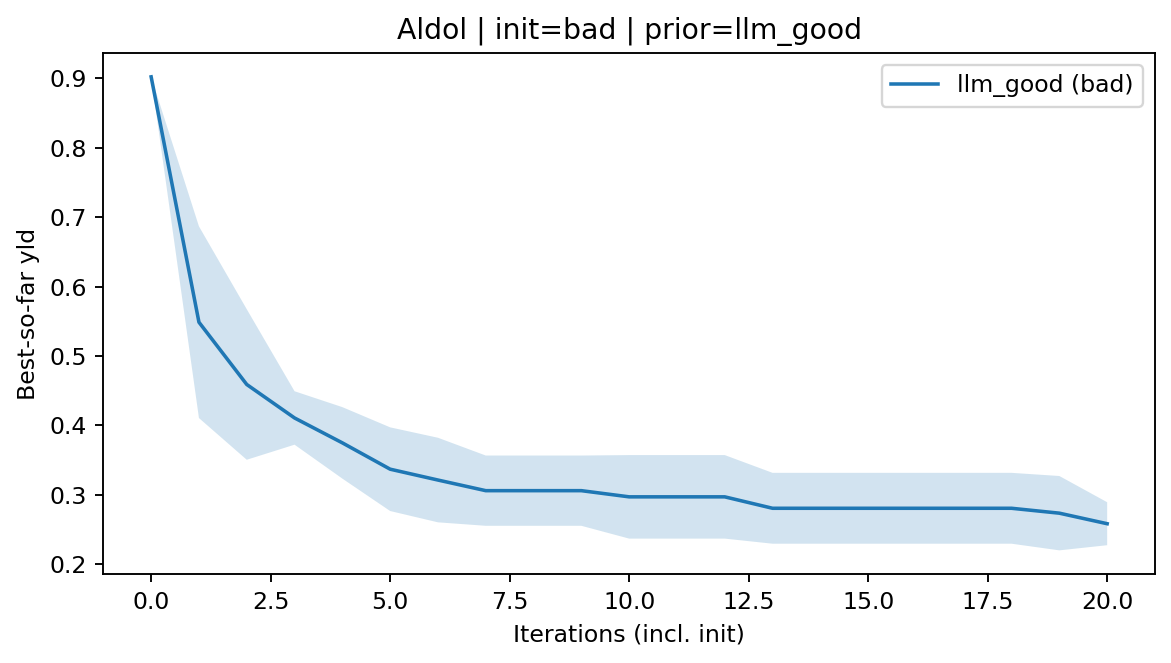 Aldol | init=bad | prior=llm_good
llm_good (bad)
Best-so-far yld
0.9
0.8
0.7
0.6
0.5
0.4
0.3
0.2
0.0 2.5 5.0 7.5 10.0 12.5 15.0 17.5 20.0
Iterations (incl. init)